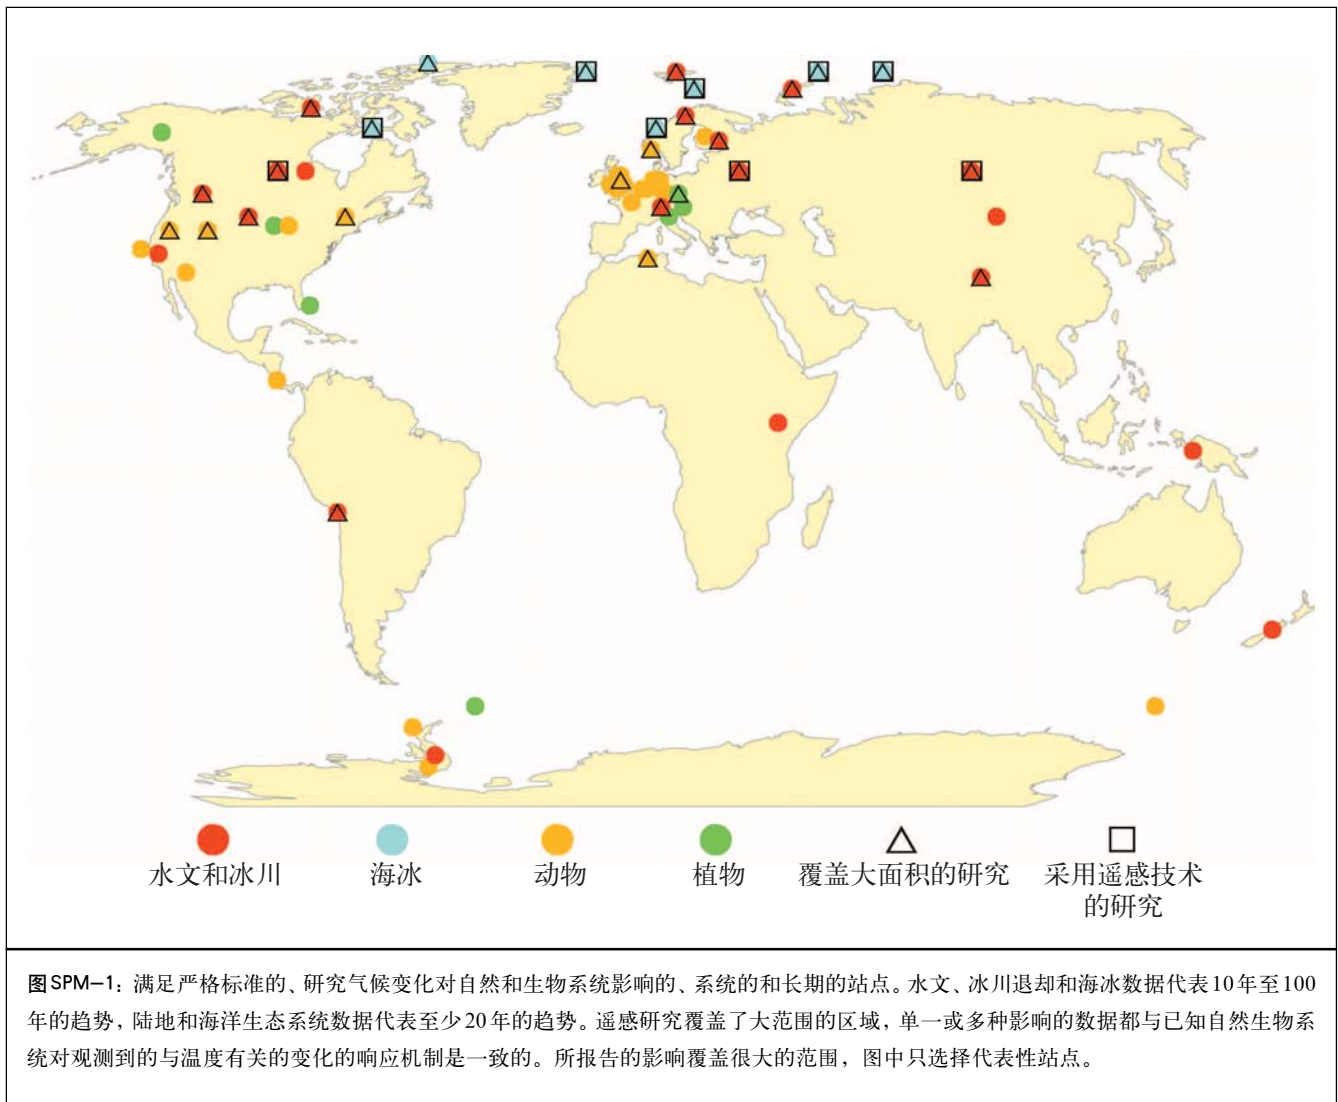 水文和冰川 海冰 动物 植物 覆盖大面积的研究 采用遥感技术
的研究
图SPM-1：满足严格标准的、研究气候变化对自然和生物系统影响的、系统的和长期的站点。水文、冰川退却和海冰数据代表10年至100
年的趋势，陆地和海洋生态系统数据代表至少20年的趋势。遥感研究覆盖了大范围的区域，单一或多种影响的数据都与已知自然生物系
统对观测到的与温度有关的变化的响应机制是一致的。所报告的影响覆盖很大的范围，图中只选择代表性站点。